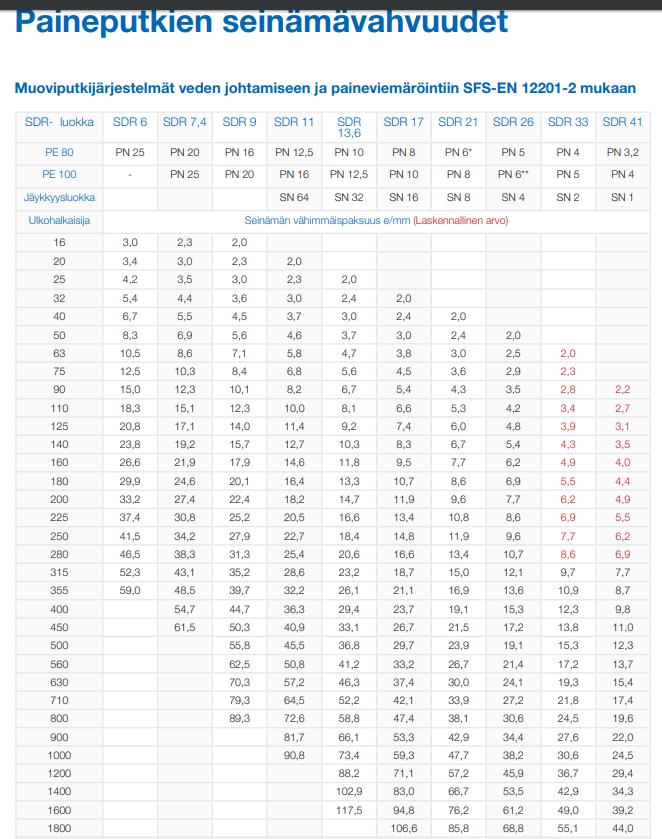 Paineputkien seinämävahvuudet
Muoviputkijärjestelmät veden johtamiseen ja paineviemäröintiin SFS-EN 12201-2 mukaan
SDR- luokka SDR 6 SDR 7,4 SDR 9 SDR 11 SDR 13,6 SDR 17 SDR 21 SDR 26 SDR 33 SDR 41
PE 80 PN 25 PN 20 PN 16 PN 12,5 PN 10 PN 8 PN 6* PN 5 PN 4 PN 3,2
PE 100 - PN 25 PN 20 PN 16 PN 12,5 PN 10 PN 8 PN 6** PN 5 PN 4
Jäykkyysluokka SN 64 SN 32 SN 16 SN 8 SN 4 SN 2 SN 1
Ulkohalkaisija Seinämän vähimmäispaksuus e/mm (Laskennallinen arvo)
16 3,0 2,3 2,0
20 3,4 3,0 2,3 2,0
25 4,2 3,5 3,0 2,3 2,0
32 5,4 4,4 3,6 3,0 2,4 2,0
40 6,7 5,5 4,5 3,7 3,0 2,4 2,0
50 8,3 6,9 5,6 4,6 3,7 3,0 2,4 2,0
63 10,5 8,6 7,1 5,8 4,7 3,8 3,0 2,5 2,0
75 12,5 10,3 8,4 6,8 5,6 4,5 3,6 2,9 2,3
90 15,0 12,3 10,1 8,2 6,7 5,4 4,3 3,5 2,8 2,2
110 18,3 15,1 12,3 10,0 8,1 6,6 5,3 4,2 3,4 2,7
125 20,8 17,1 14,0 11,4 9,2 7,4 6,0 4,8 3,9 3,1
140 23,8 19,2 15,7 12,7 10,3 8,3 6,7 5,4 4,3 3,5
160 26,6 21,9 17,9 14,6 11,8 9,5 7,7 6,2 4,9 4,0
180 29,9 24,6 20,1 16,4 13,3 10,7 8,6 6,9 5,5 4,4
200 33,2 27,4 22,4 18,2 14,7 11,9 9,6 7,7 6,2 4,9
225 37,4 30,8 25,2 20,5 16,6 13,4 10,8 8,6 6,9 5,5
250 41,5 34,2 27,9 22,7 18,4 14,8 11,9 9,6 7,7 6,2
280 46,5 38,3 31,3 25,4 20,6 16,6 13,4 10,7 8,6 6,9
315 52,3 43,1 35,2 28,6 23,2 18,7 15,0 12,1 9,7 7,7
355 59,0 48,5 39,7 32,2 26,1 21,1 16,9 13,6 10,9 8,7
400 54,7 44,7 36,3 29,4 23,7 19,1 15,3 12,3 9,8
450 61,5 50,3 40,9 33,1 26,7 21,5 17,2 13,8 11,0
500 55,8 45,5 36,8 29,7 23,9 19,1 15,3 12,3
560 62,5 50,8 41,2 33,2 26,7 21,4 17,2 13,7
630 70,3 57,2 46,3 37,4 30,0 24,1 19,3 15,4
710 79,3 64,5 52,2 42,1 33,9 27,2 21,8 17,4
800 89,3 72,6 58,8 47,4 38,1 30,6 24,5 19,6
900 81,7 66,1 53,3 42,9 34,4 27,6 22,0
1000 90,8 73,4 59,3 47,7 38,2 30,6 24,5
1200 88,2 71,1 57,2 45,9 36,7 29,4
1400 102,9 83,0 66,7 53,5 42,9 34,3
1600 117,5 94,8 76,2 61,2 49,0 39,2
1800 106,6 85,8 68,8 55,1 44,0